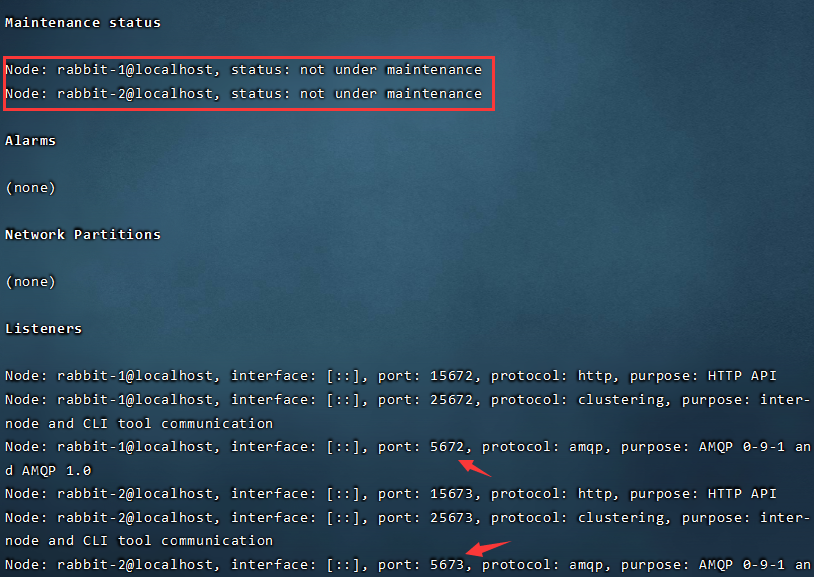 Maintenance status
Node: rabbit-1@localhost, status: not under maintenance
Node: rabbit-2@localhost, status: not under maintenance
Alarms
(none)
Network Partitions
(none)
Listeners
Node: rabbit-1@localhost, interface: [::], port: 15672, protocol: http, purpose: HTTP API
Node: rabbit-1@localhost, interface: [::], port: 25672, protocol: clustering, purpose: inter-
node and CLI tool communication
Node: rabbit-1@localhost, interface: [::], port: 5672, protocol: amqp, purpose: AMQP 0-9-1 an
d AMQP 1.0
Node: rabbit-2@localhost, interface: [::], port: 15673, protocol: http, purpose: HTTP API
Node: rabbit-2@localhost, interface: [::], port: 25673, protocol: clustering, purpose: inter-
node and CLI tool communication
Node: rabbit-2@localhost, interface: [::], port: 5673, protocol: amqp, purpose: AMQP 0-9-1 an